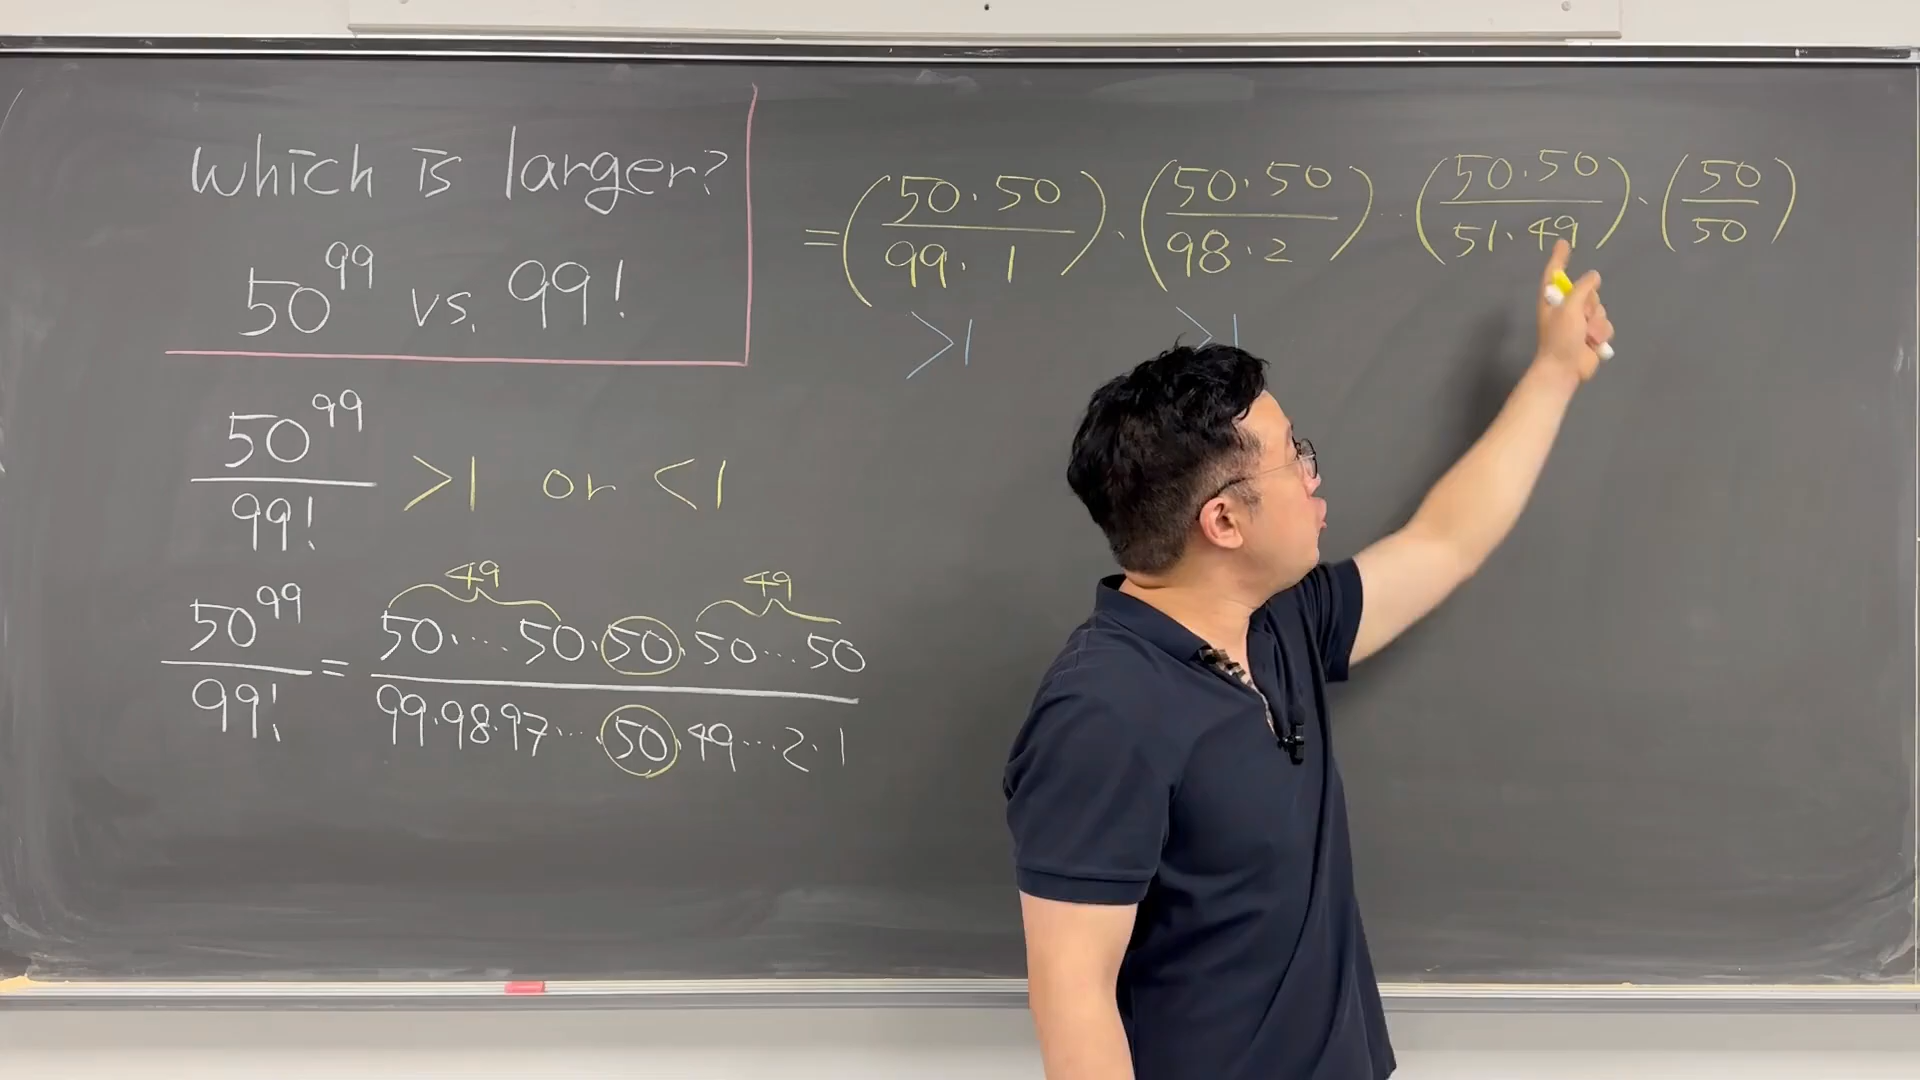 Which is larger?
50^99 vs. 99!
50^99 / 99! >1 or <1
49 49
50^99 / 99! = 50...50.50.50...50 / 99.98.97....50.49...2.1
= (50.50 / 99.1) . (50.50 / 98.2) ... (50.50 / 51.49) . (50 / 50)
>1 >1